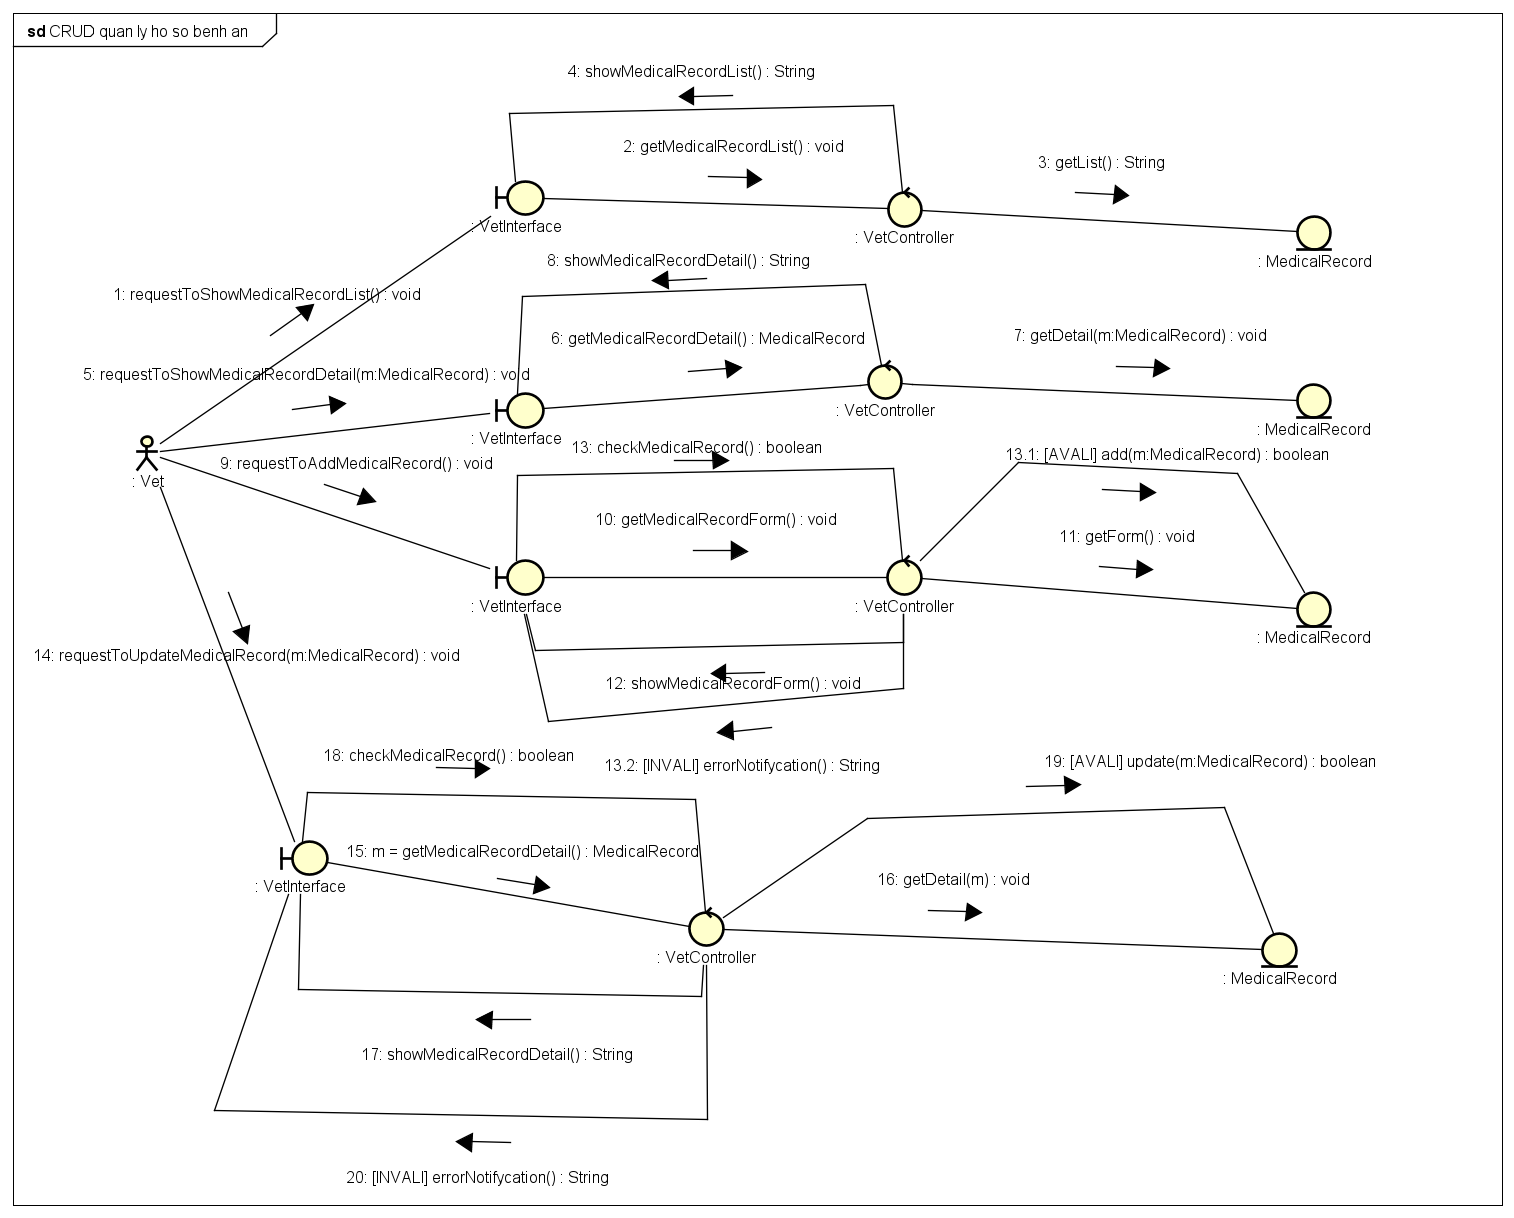 sd CRUD quan ly ho so benh an
4: showMedicalRecordList() : String
2: getMedicalRecordList() : void
3: getList() : String
: VetInterface
: VetController
: MedicalRecord
8: showMedicalRecordDetail() : String
1: requestToShowMedicalRecordList() : void
6: getMedicalRecordDetail() : MedicalRecord
7: getDetail(m:MedicalRecord) : void
5: requestToShowMedicalRecordDetail(m:MedicalRecord) : void
: VetInterface
: VetController
: MedicalRecord
13: checkMedicalRecord() : boolean
13.1: [AVALI] add(m:MedicalRecord) : boolean
9: requestToAddMedicalRecord() : void
: Vet
10: getMedicalRecordForm() : void
11: getForm() : void
: VetInterface
: VetController
: MedicalRecord
14: requestToUpdateMedicalRecord(m:MedicalRecord) : void
12: showMedicalRecordForm() : void
18: checkMedicalRecord() : boolean
13.2: [INVALI] errorNotifycation() : String
19: [AVALI] update(m:MedicalRecord) : boolean
15: m = getMedicalRecordDetail() : MedicalRecord
16: getDetail(m) : void
: VetInterface
: VetController
: MedicalRecord
17: showMedicalRecordDetail() : String
20: [INVALI] errorNotifycation() : String